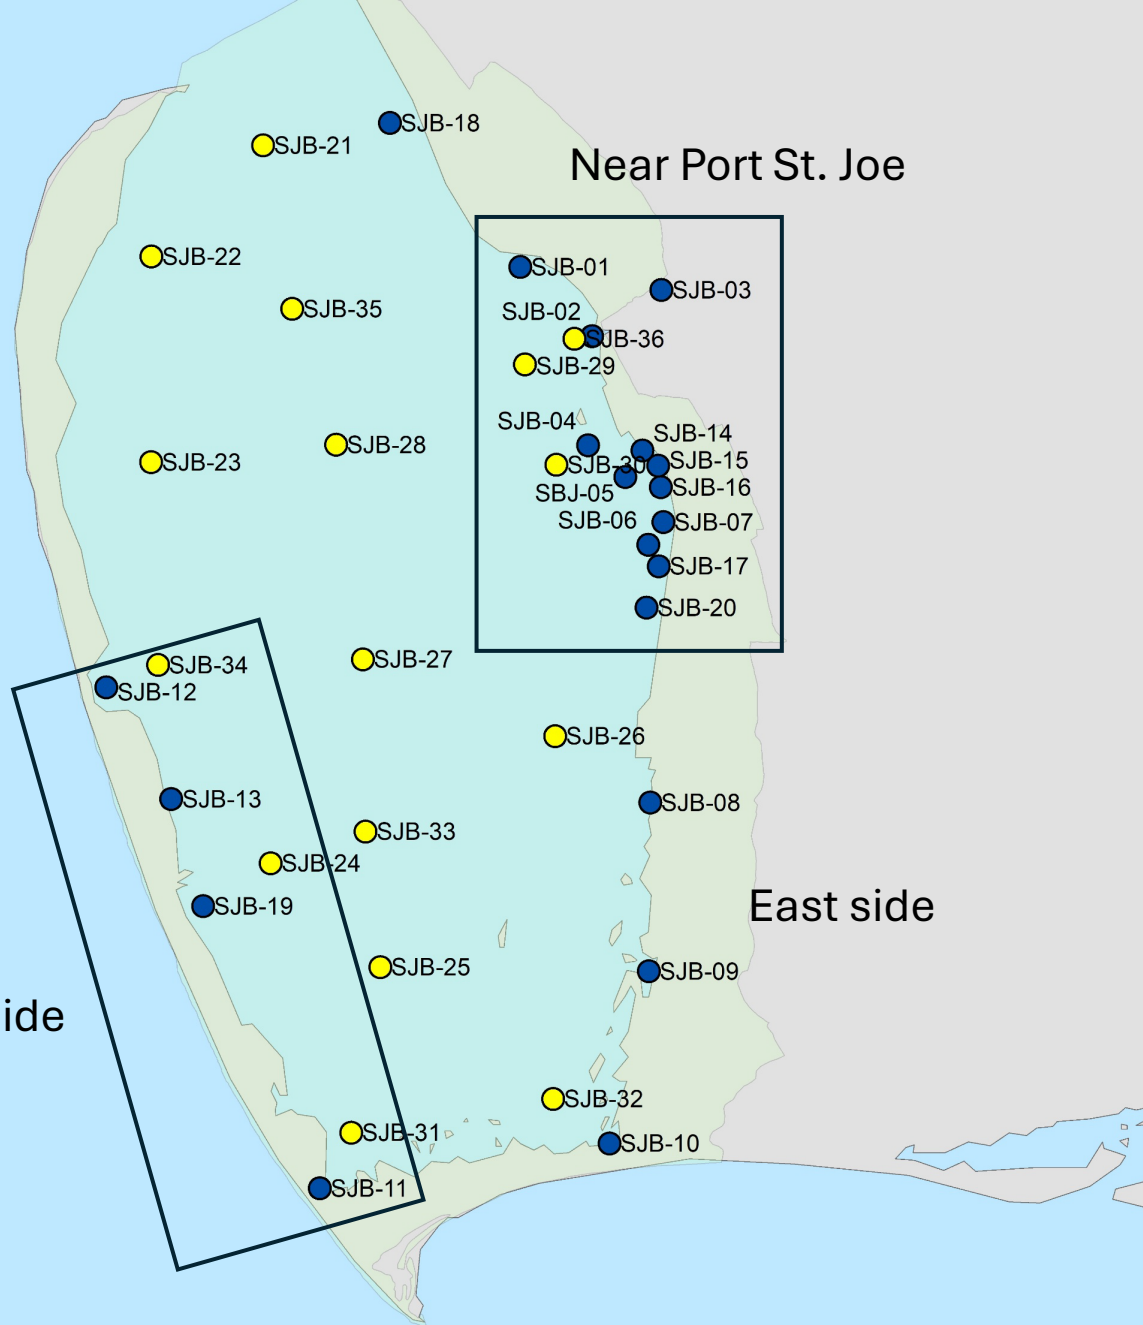 SJB-18
SJB-21
Near Port St. Joe
SJB-22
SJB-01
SJB-03
SJB-35
SJB-02
SJB-36
SJB-29
SJB-04
SJB-14
SJB-28
SJB-23
SJB-30
SJB-15
SBJ-05
SJB-16
SJB-06
SJB-07
SJB-17
SJB-20
SJB-34
SJB-27
SJB-12
SJB-26
SJB-13
SJB-08
SJB-33
SJB-24
SJB-19
East side
SJB-25
SJB-09
ide
SJB-32
SJB-31
SJB-10
SJB-11